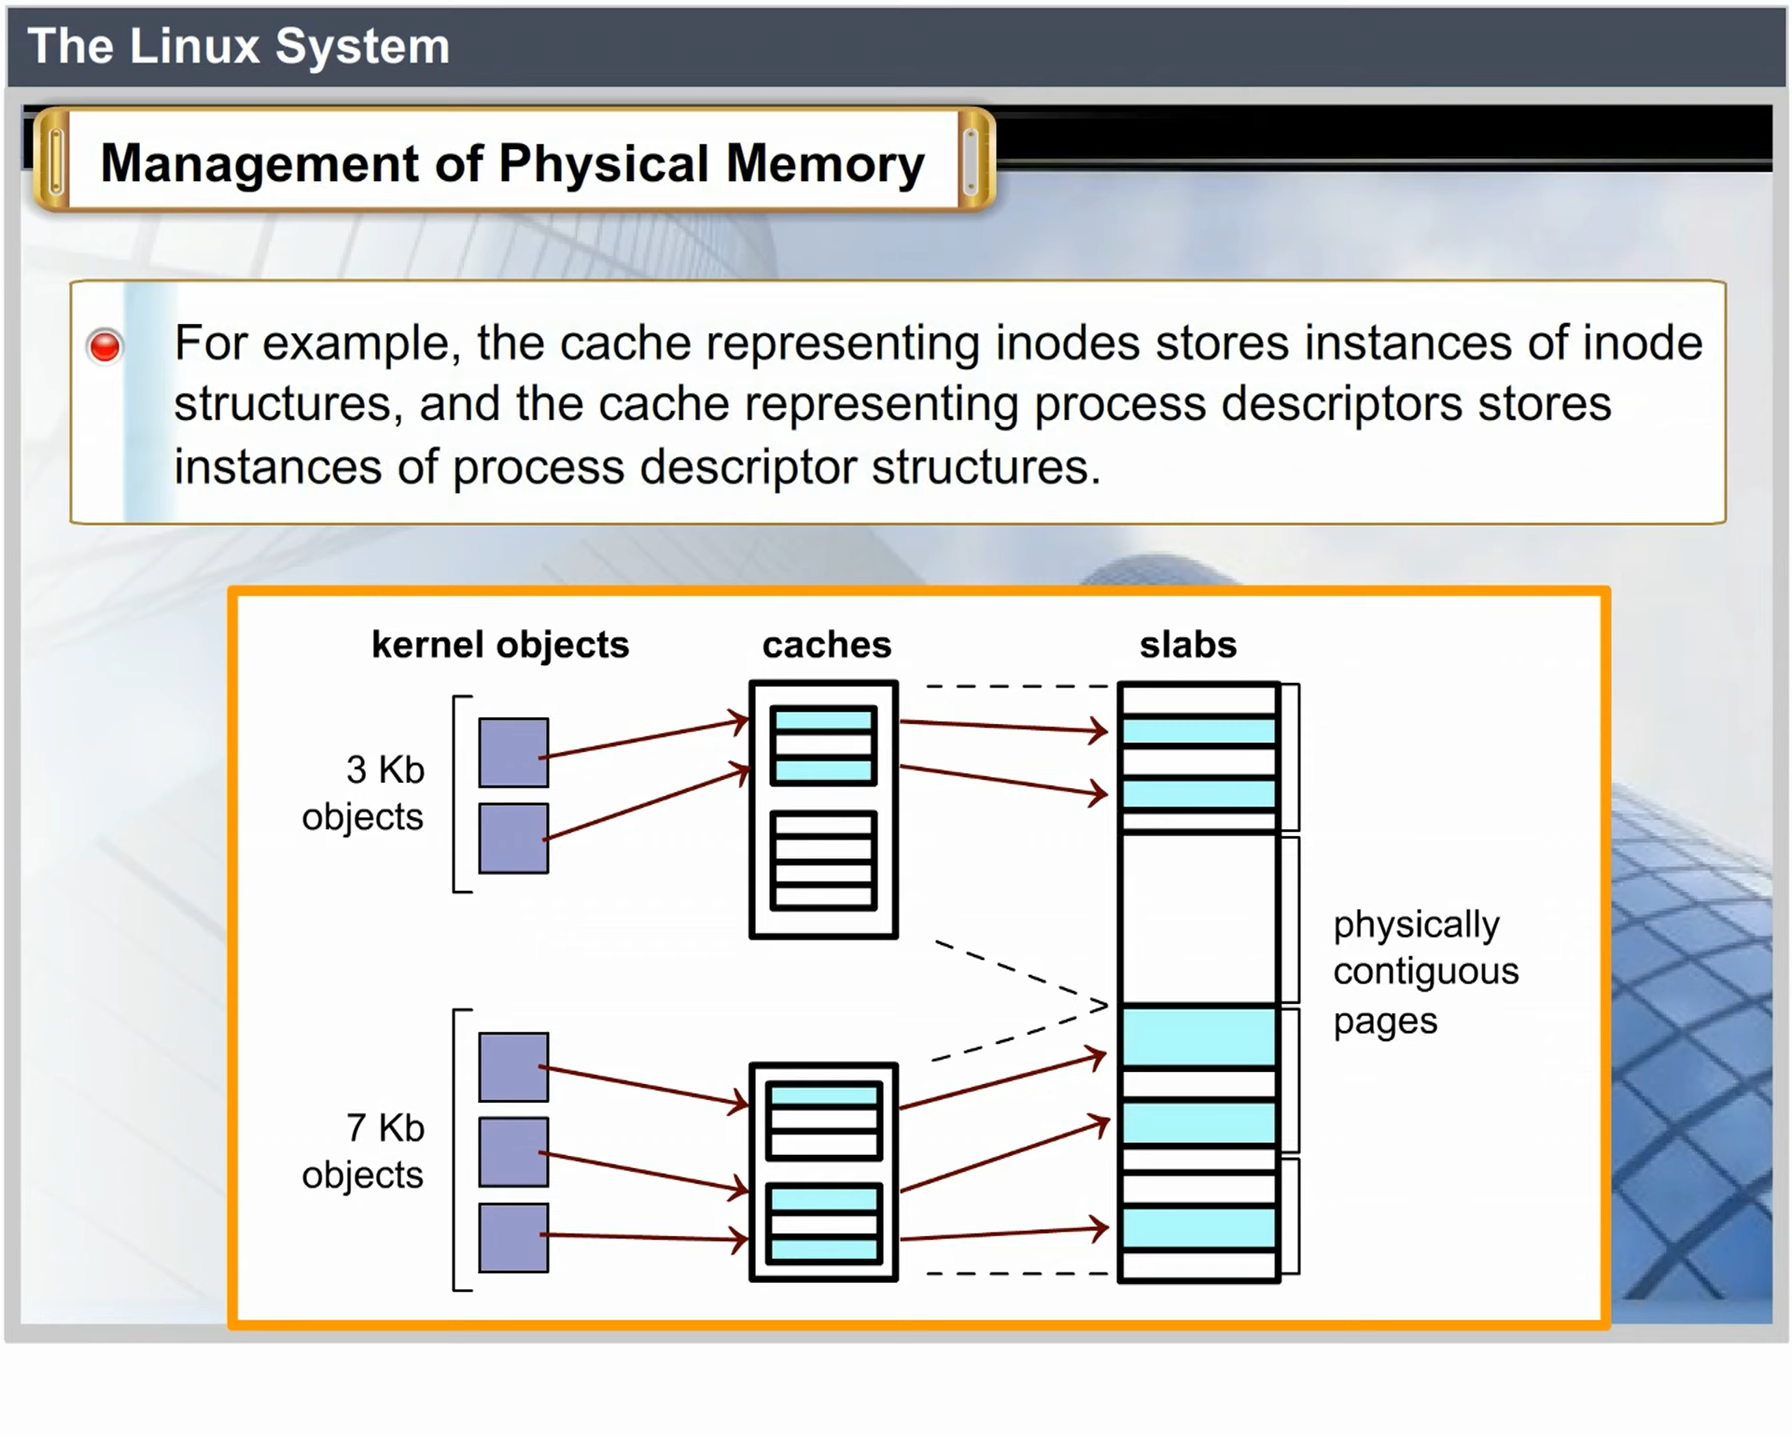 The Linux System
Management of Physical Memory
For example, the cache representing inodes stores instances of inode
structures, and the cache representing process descriptors stores
instances of process descriptor structures.
kernel objects
caches
slabs
3 Kb
objects
7 Kb
objects
physically
contiguous
pages